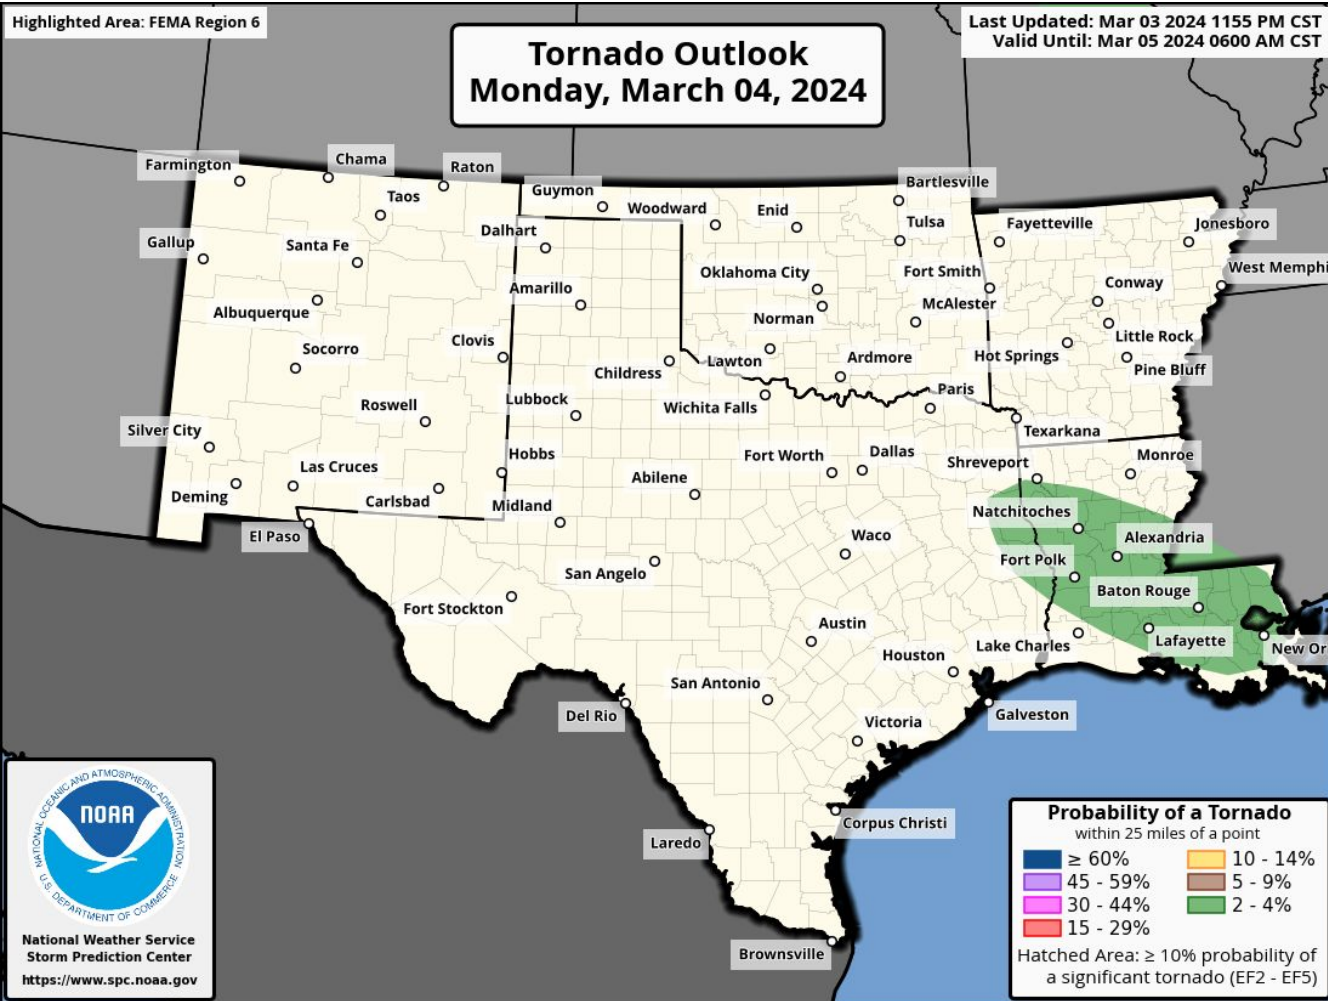 Highlighted Area: FEMA Region 6
Last Updated: Mar 03 2024 1155 PM CST
Valid Until: Mar 05 2024 0600 AM CST
Tornado Outlook
Monday, March 04, 2024
Farmington
Chama
Raton
Taos
Guymon
Woodward
Enid
Bartlesville
Tulsa
Fayetteville
Jonesboro
Gallup
Santa Fe
Dalhart
Oklahoma City
Fort Smith
West Memphi
Conway
Amarillo
Albuquerque
Norman
McAlester
Little Rock
Socorro
Clovis
Childress
Lawton
Ardmore
Hot Springs
Pine Bluff
Roswell
Lubbock
Wichita Falls
Paris
Texarkana
Silver City
Las Cruces
Hobbs
Abilene
Fort Worth
Dallas
Shreveport
Monroe
Deming
Carlsbad
Midland
Natchitoches
El Paso
San Angelo
Waco
Fort Polk
Alexandria
Fort Stockton
Baton Rouge
Austin
Lake Charles
Lafayette
New Or
Houston
San Antonio
Del Rio
Victoria
Galveston
Corpus Christi
Laredo
Brownsville
NATIONAL OCEANIC AND ATMOSPHERIC ADMINISTRATION
NOAA
U.S. DEPARTMENT OF COMMERCE
National Weather Service
Storm Prediction Center
https://www.spc.noaa.gov
Probability of a Tornado
within 25 miles of a point
≥ 60%
45 - 59%
30 - 44%
15 - 29%
10 - 14%
5 - 9%
2 - 4%
Hatched Area: ≥ 10% probability of
a significant tornado (EF2 - EF5)